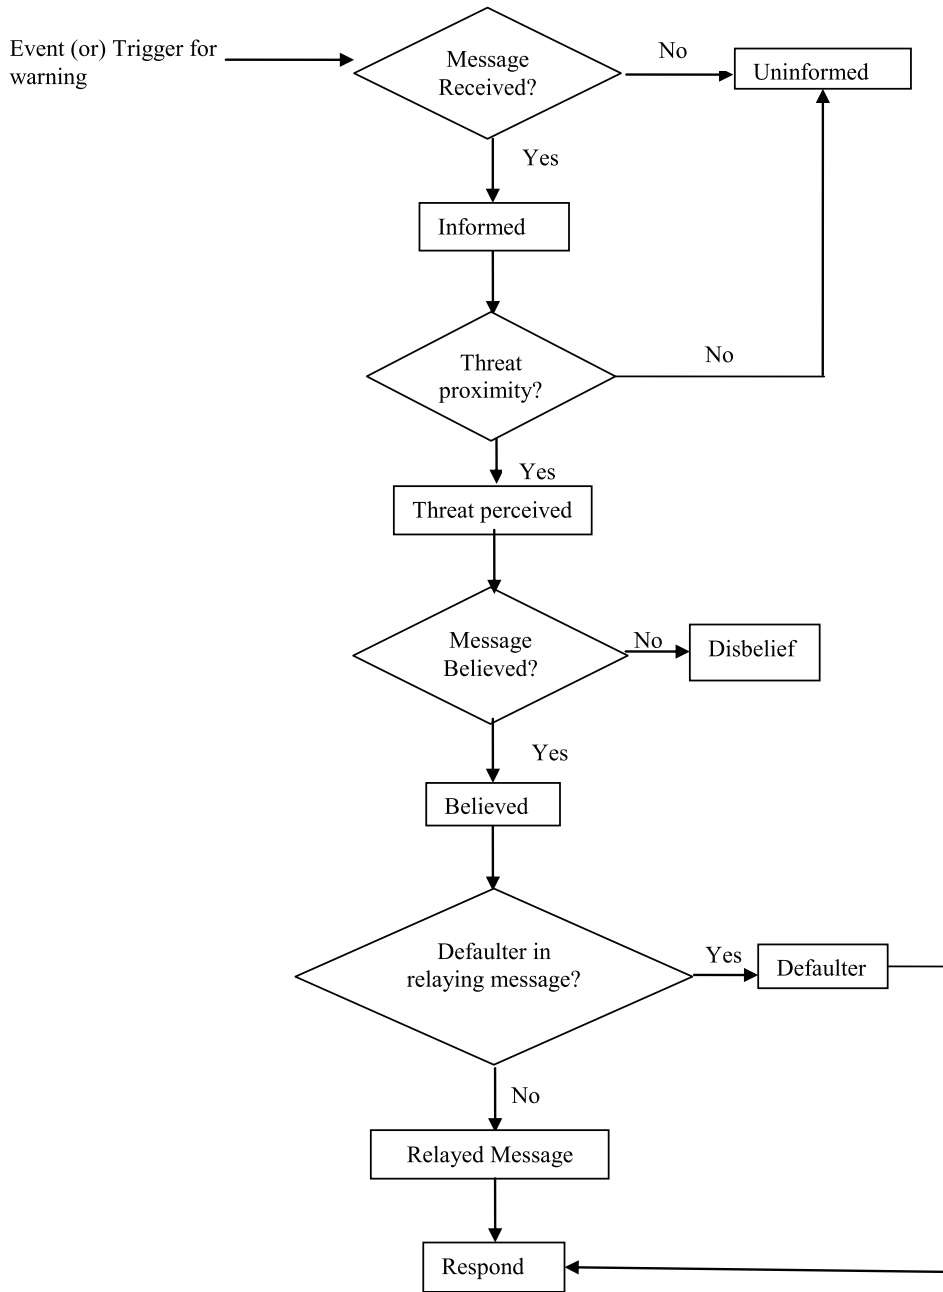 Event (or) Trigger for
warning
Message
Received?
No
Uninformed
Yes
Informed
Threat
proximity?
No
Yes
Threat perceived
Message
Believed?
No
Disbelief
Yes
Believed
Defaulter in
relaying message?
Yes
Defaulter
No
Relayed Message
Respond